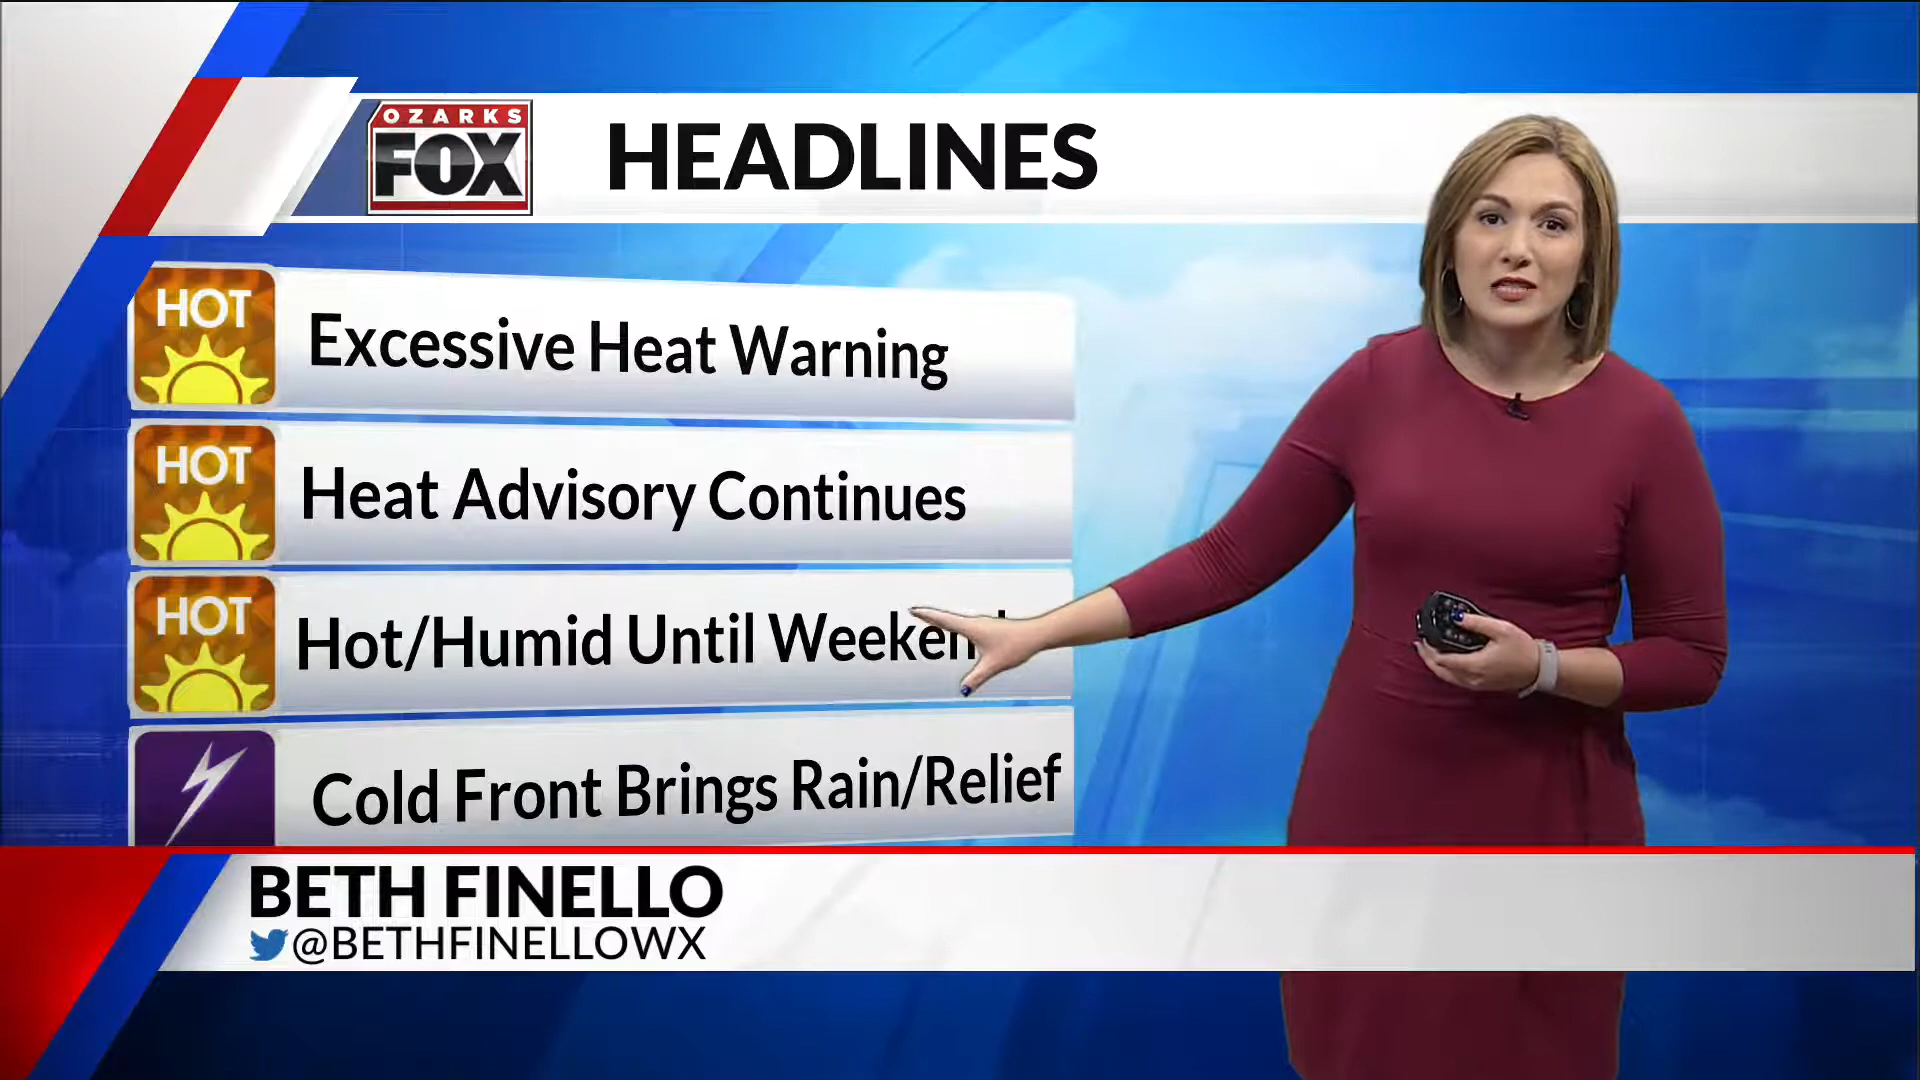 OZARKS
FOX
HEADLINES
HOT
Excessive Heat Warning
HOT
Heat Advisory Continues
HOT
Hot/Humid Until
Cold Front Brings Rain/Relief
BETH FINELLO
@BETHFINELLOWX